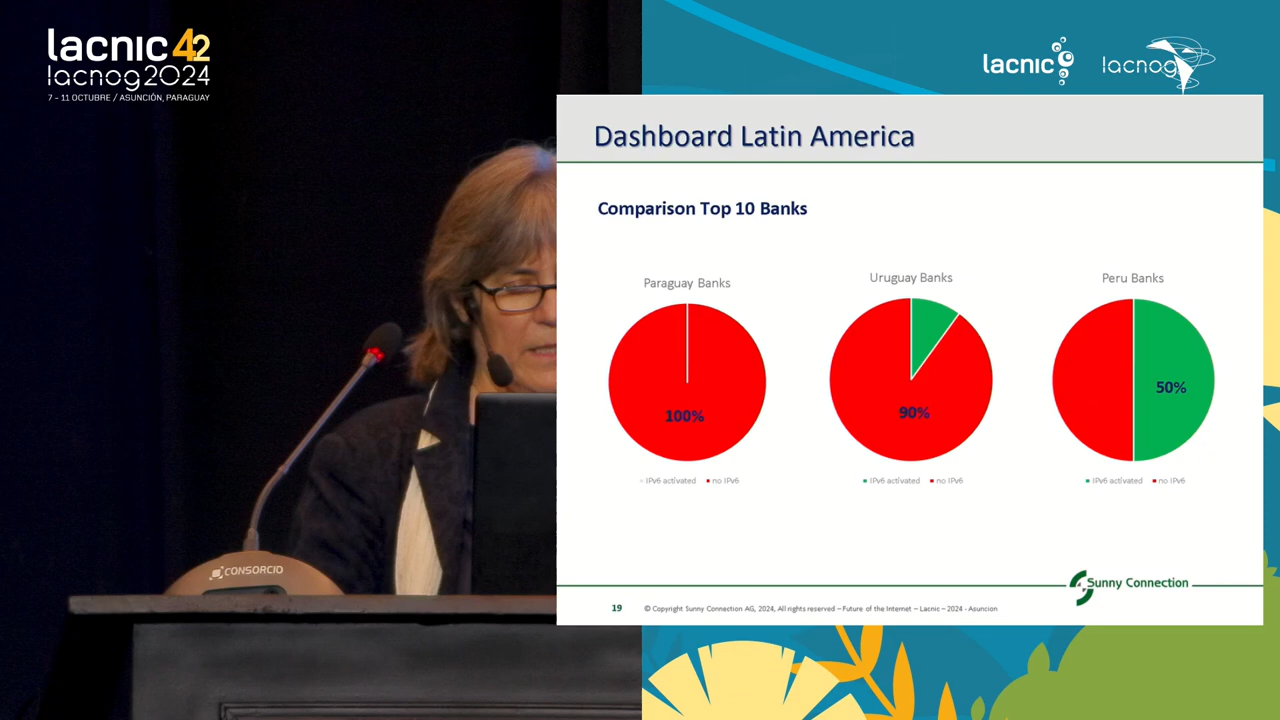 lacnic 42
lacnog2024
7 - 11 OCTUBRE / ASUNCIÓN, PARAGUAY
lacnic
lacnog
Dashboard Latin America
Comparison Top 10 Banks
Paraguay Banks
Uruguay Banks
Peru Banks
100%
90%
50%
IPv6 activated no IPv6
IPv6 activated no IPv6
IPv6 activated no IPv6
CONSORCIO
Sunny Connection
19 © Copyright Sunny Connection AG, 2024, All rights reserved – Future of the Internet – Lacnic – 2024 - Asuncion